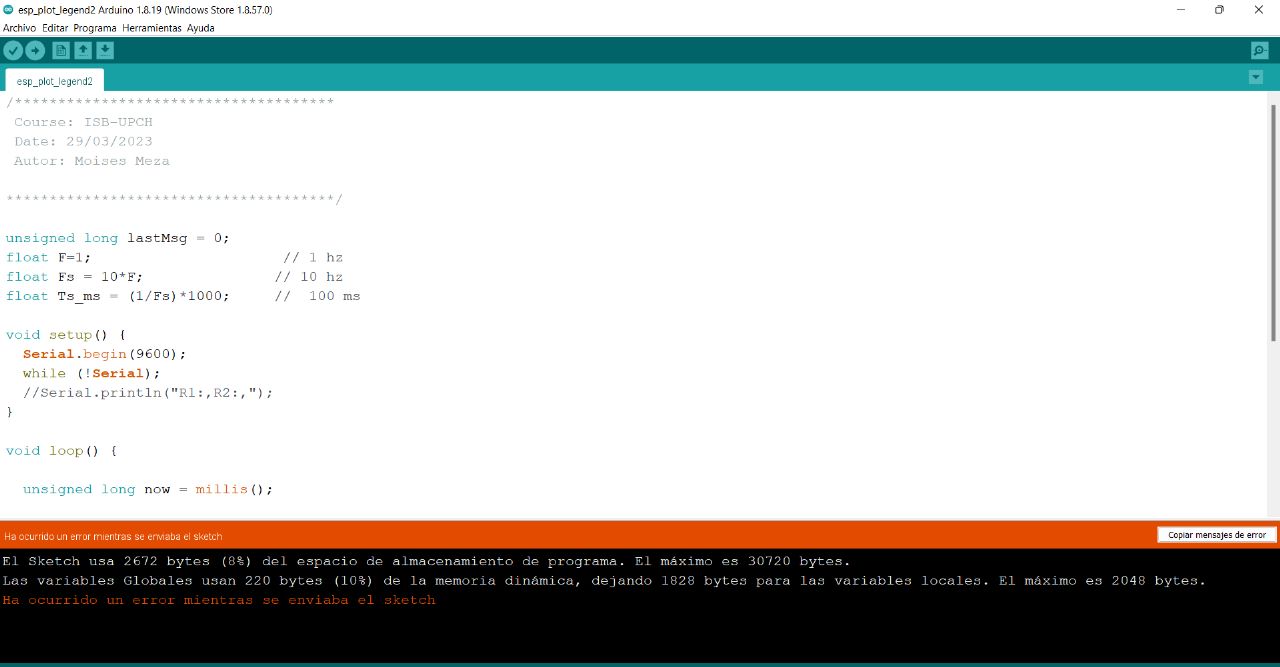 esp_plot_legend2 Arduino 1.8.19 (Windows Store 1.8.57.0)
Archivo Editar Programa Herramientas Ayuda
esp_plot_legend2
/*************************************
Course: ISB-UPCH
Date: 29/03/2023
Autor: Moises Meza
**************************************/
unsigned long lastMsg = 0;
float F=1; // 1 hz
float Fs = 10*F; // 10 hz
float Ts_ms = (1/Fs)*1000; // 100 ms
void setup() {
Serial.begin(9600);
while (!Serial);
//Serial.println("R1:,R2:,");
}
void loop() {
unsigned long now = millis();
Ha ocurrido un error mientras se enviaba el sketch
Copiar mensajes de error
El Sketch usa 2672 bytes (8%) del espacio de almacenamiento de programa. El máximo es 30720 bytes.
Las variables Globales usan 220 bytes (10%) de la memoria dinámica, dejando 1828 bytes para las variables locales. El máximo es 2048 bytes.
Ha ocurrido un error mientras se enviaba el sketch